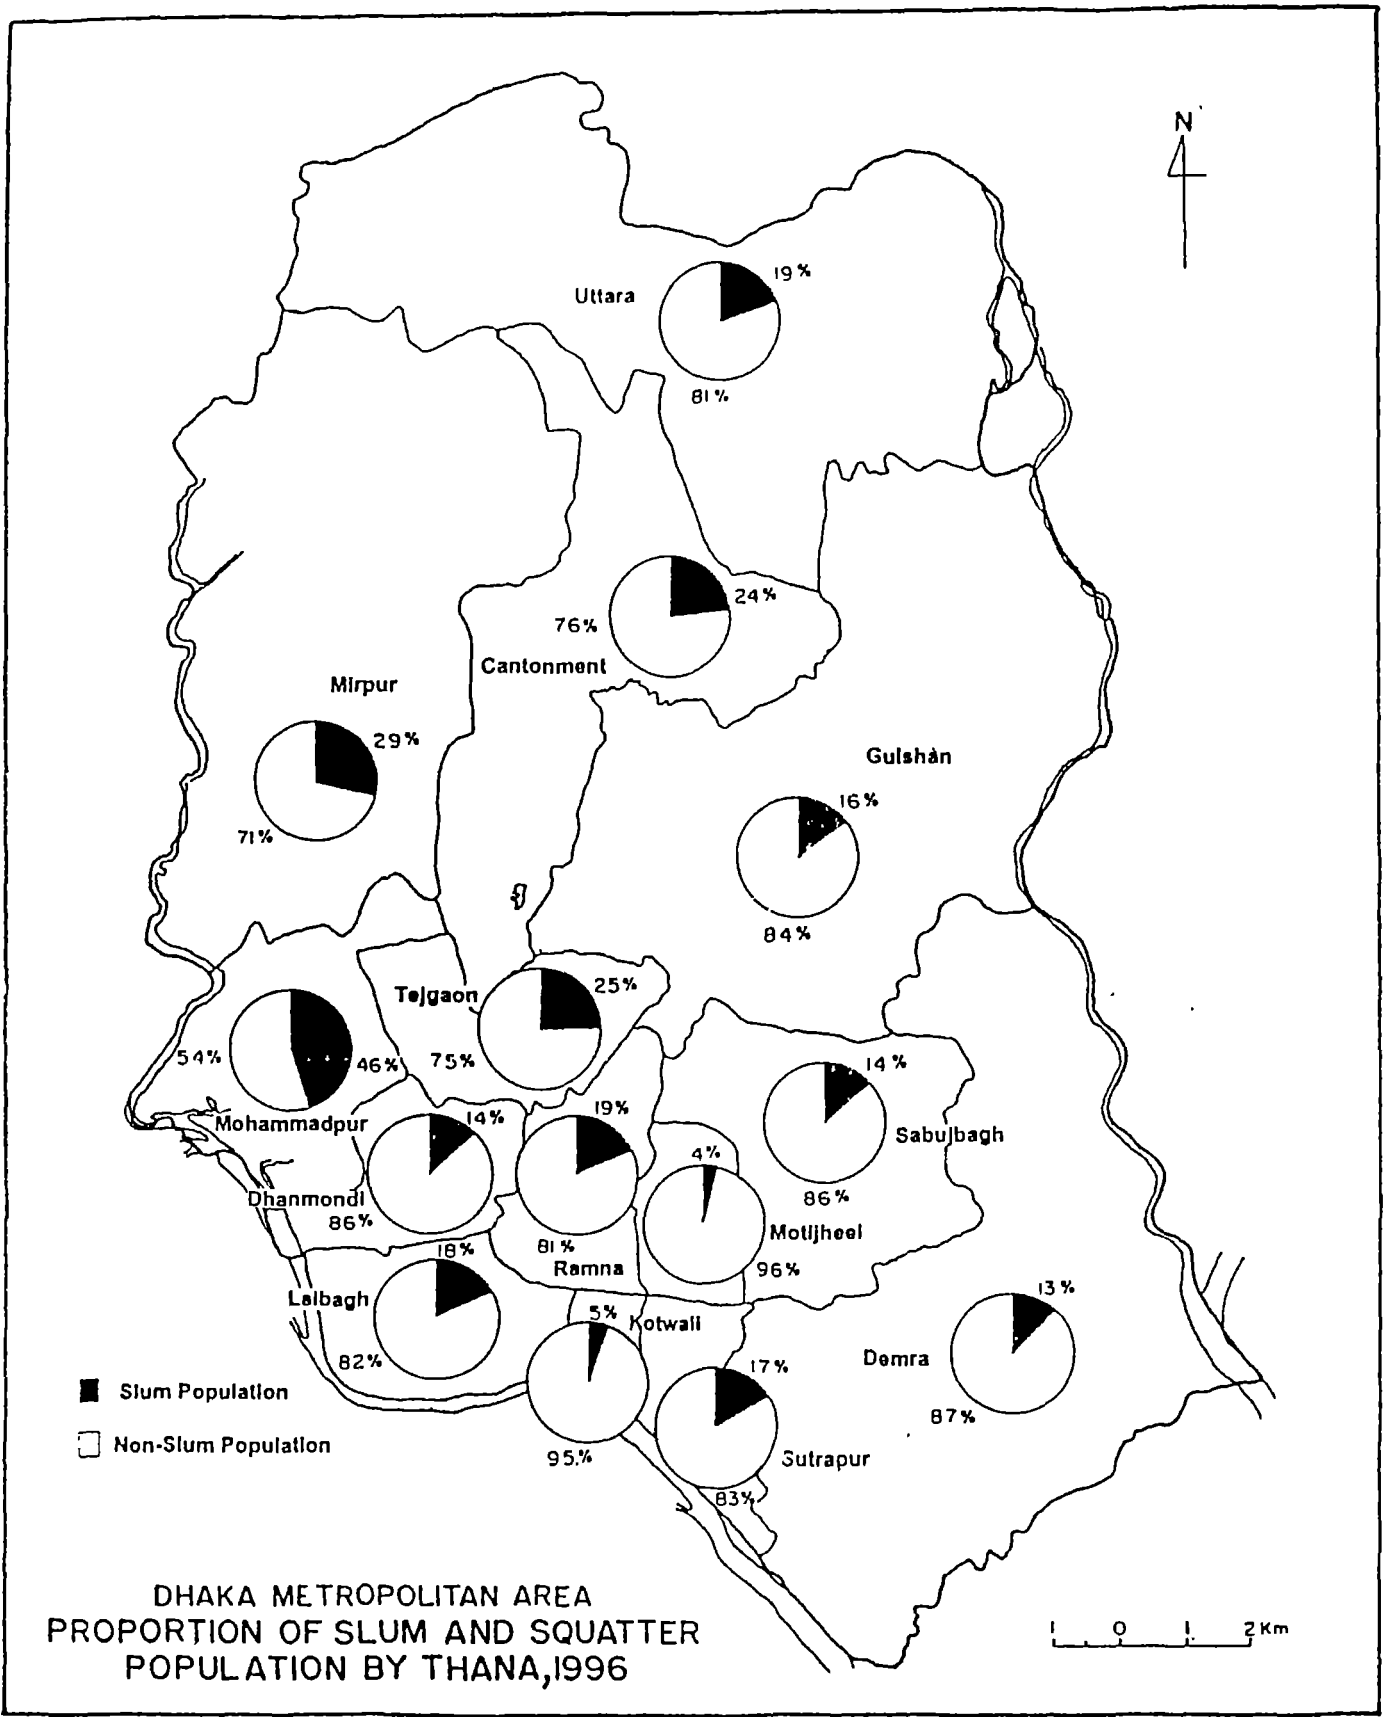 N
19%
Uttara
81%
24%
76%
Cantonment
Mirpur
29%
71%
Gulshan
16%
84%
Tejgaon
25%
75%
54%
46%
Mohammadpur
14%
Sabujbagh
86%
14%
Dhanmondi
86%
19%
81%
Ramna
4%
Motijheel
96%
18%
Lalbagh
82%
5%
Kotwali
95%
17%
Sutrapur
83%
13%
Demra
87%
Slum Population
Non-Slum Population
DHAKA METROPOLITAN AREA
PROPORTION OF SLUM AND SQUATTER
POPULATION BY THANA,1996
1 0 1 2 Km